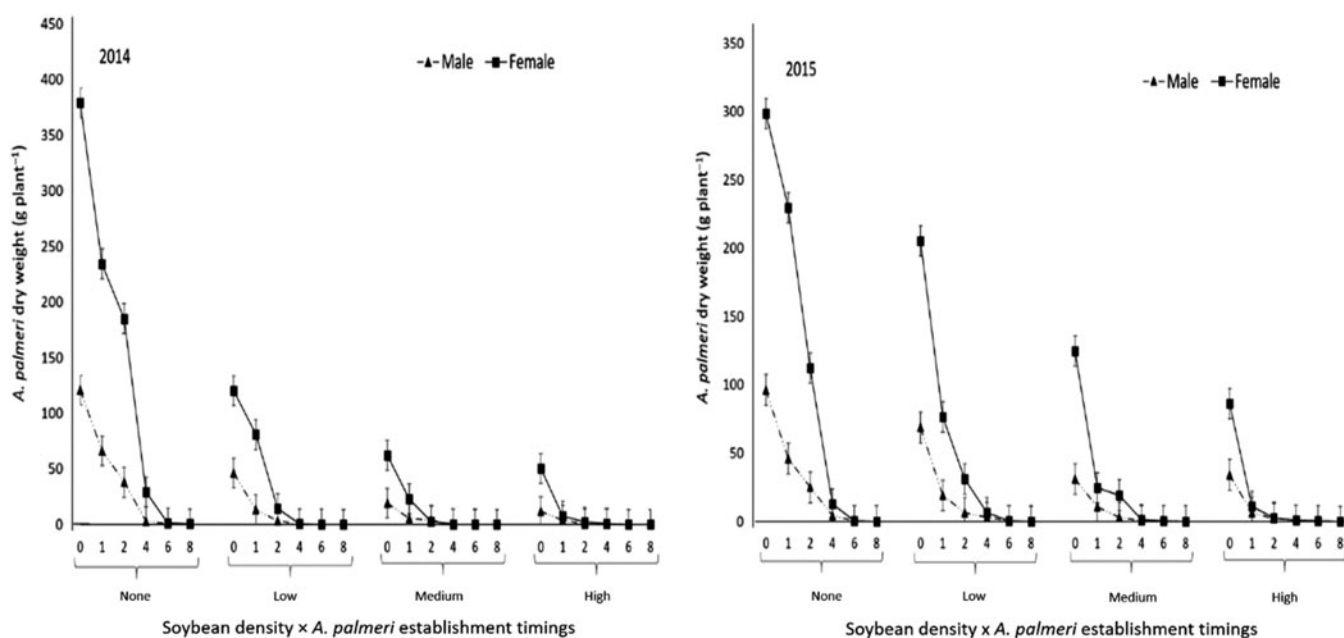 2014
Male
Female
450
400
350
300
250
200
150
100
50
0
A. palmeri dry weight (g plant⁻¹)
0 1 2 4 6 8 0 1 2 4 6 8 0 1 2 4 6 8 0 1 2 4 6 8
None Low Medium High
Soybean density × A. palmeri establishment timings
2015
Male
Female
350
300
250
200
150
100
50
0
A. palmeri dry weight (g plant⁻¹)
0 1 2 4 6 8 0 1 2 4 6 8 0 1 2 4 6 8 0 1 2 4 6 8
None Low Medium High
Soybean density x A. palmeri establishment timings